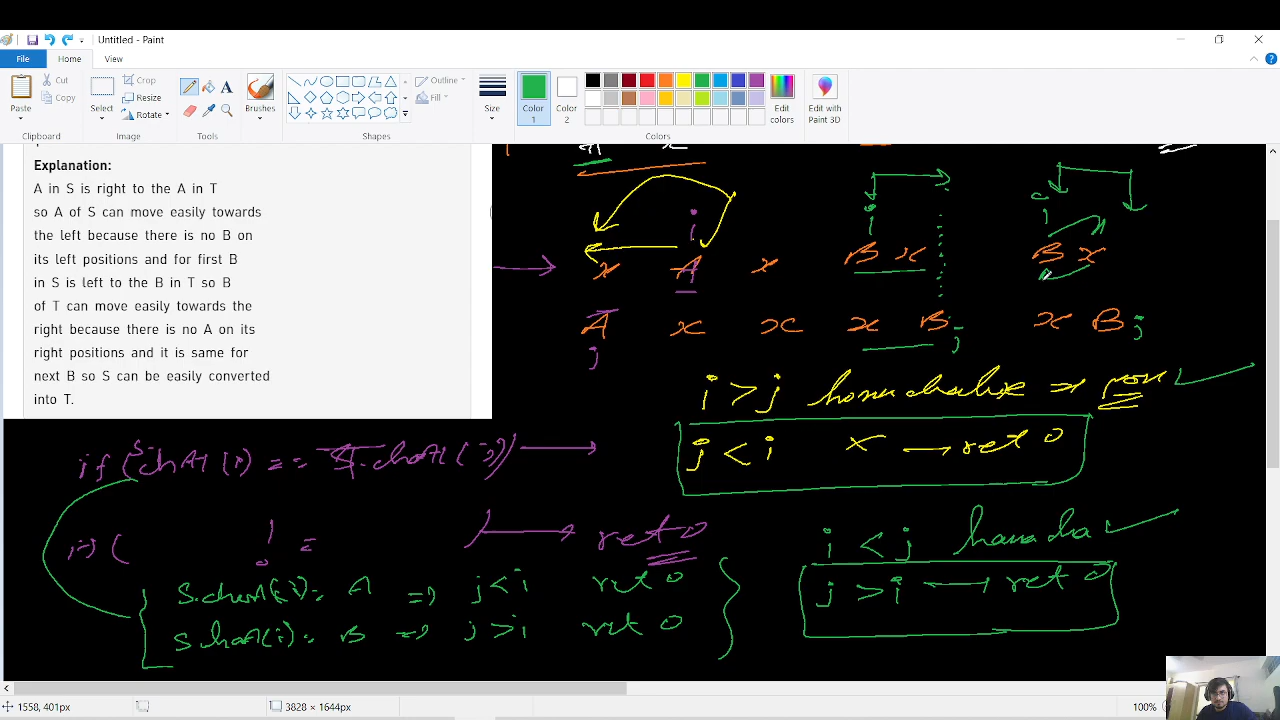 Untitled - Paint
File
Home
View
Paste
Cut
Copy
Clipboard
Select
Crop
Resize
Rotate
Image
Tools
Brushes
Shapes
Outline
Fill
Size
Color 1
Color 2
Edit colors
Colors
Edit with Paint 3D
Explanation:
A in S is right to the A in T
so A of S can move easily towards
the left because there is no B on
its left positions and for first B
in S is left to the B in T so B
of T can move easily towards the
right because there is no A on its
right positions and it is same for
next B so S can be easily converted
into T.
i i i
x A x B x B x
A x x x B x B
j j j
i > j hona chahiye →
j < i x → ret 0
if (S.charAt(i) == T.charAt(j)) →
if ( != ) → ret 0
i < j hona cha
j > i → ret 0
S.charAt(i) = A => j < i ret 0
S.charAt(i) = B => j > i ret 0
1558, 401px
3828 × 1644px
100%